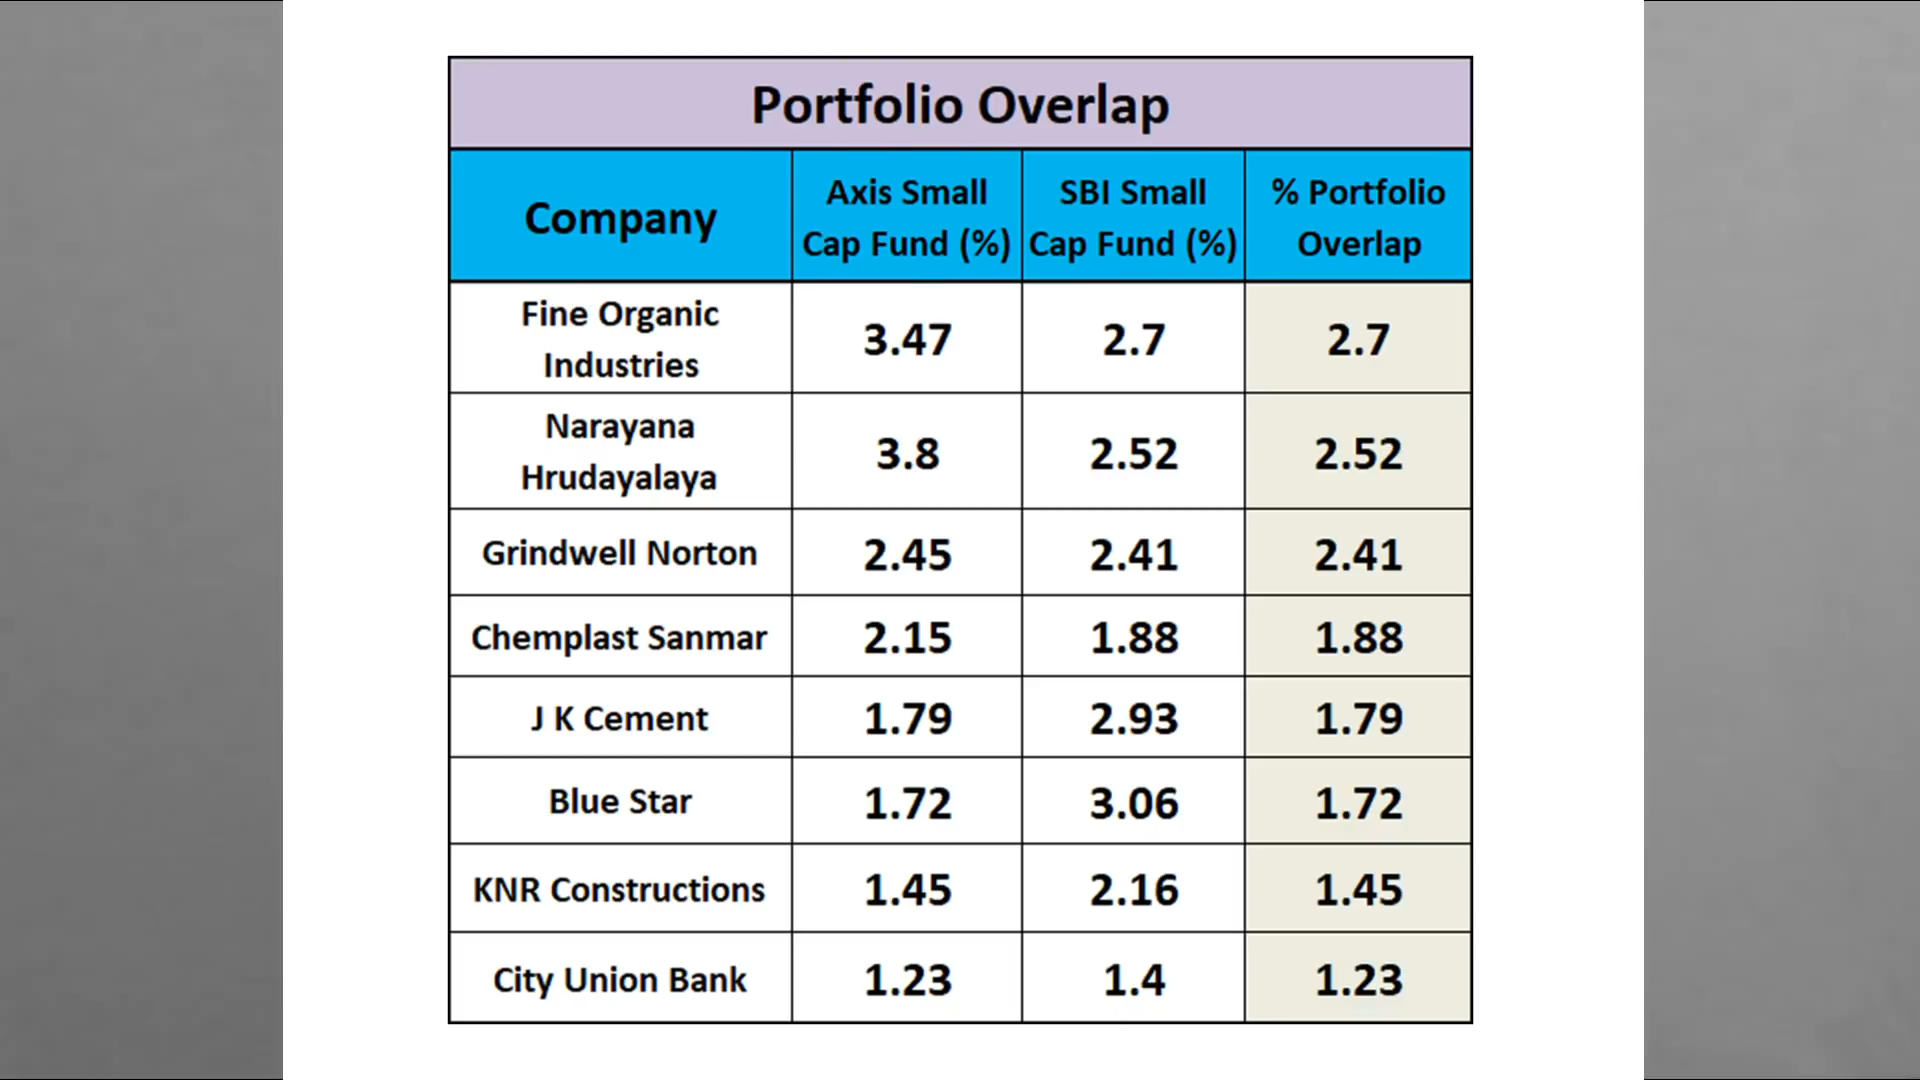 Portfolio Overlap
Company
Axis Small
Cap Fund (%)
SBI Small
Cap Fund (%)
% Portfolio
Overlap
Fine Organic
Industries
3.47
2.7
2.7
Narayana
Hrudayalaya
3.8
2.52
2.52
Grindwell Norton
2.45
2.41
2.41
Chemplast Sanmar
2.15
1.88
1.88
J K Cement
1.79
2.93
1.79
Blue Star
1.72
3.06
1.72
KNR Constructions
1.45
2.16
1.45
City Union Bank
1.23
1.4
1.23